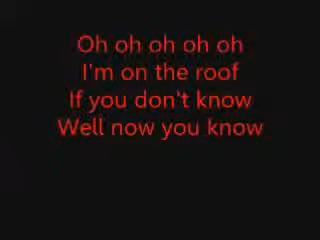 Oh oh oh oh oh
I'm on the roof
If you don't know
Well now you know